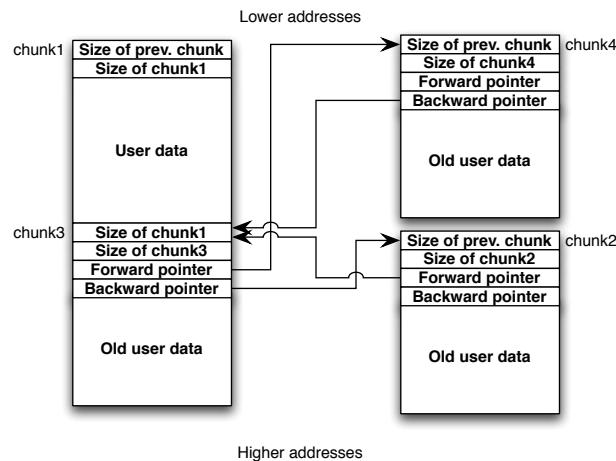 Lower addresses
chunk1
Size of prev. chunk
Size of chunk1
User data
chunk3
Size of chunk1
Size of chunk3
Forward pointer
Backward pointer
Old user data
Size of prev. chunk
chunk4
Size of chunk4
Forward pointer
Backward pointer
Old user data
Size of prev. chunk
chunk2
Size of chunk2
Forward pointer
Backward pointer
Old user data
Higher addresses